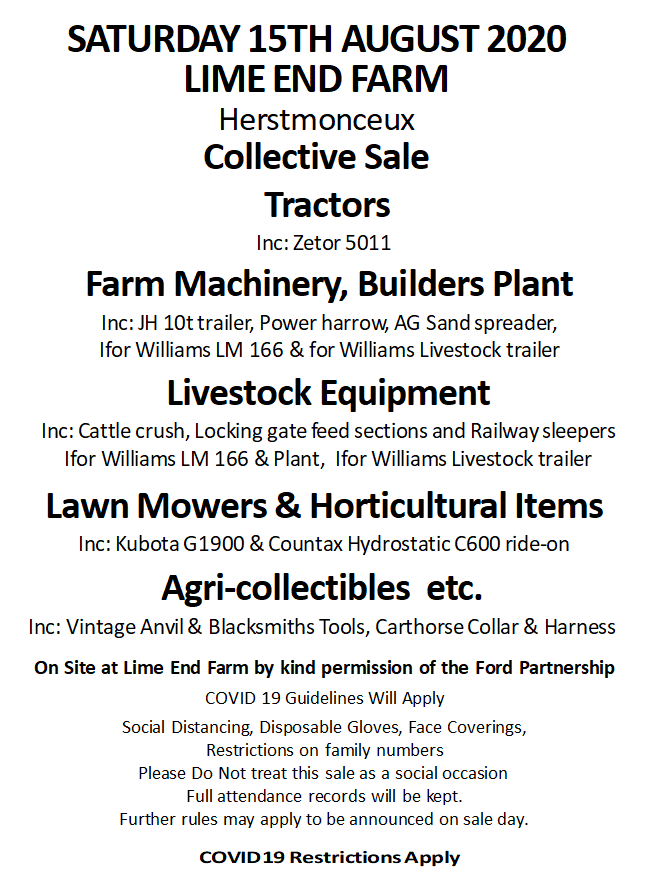 SATURDAY 15TH AUGUST 2020
LIME END FARM
Herstmonceux
Collective Sale
Tractors
Inc: Zetor 5011
Farm Machinery, Builders Plant
Inc: JH 10t trailer, Power harrow, AG Sand spreader,
Ifor Williams LM 166 & for Williams Livestock trailer
Livestock Equipment
Inc: Cattle crush, Locking gate feed sections and Railway sleepers
Ifor Williams LM 166 & Plant, Ifor Williams Livestock trailer
Lawn Mowers & Horticultural Items
Inc: Kubota G1900 & Countax Hydrostatic C600 ride-on
Agri-collectibles etc.
Inc: Vintage Anvil & Blacksmiths Tools, Carthorse Collar & Harness
On Site at Lime End Farm by kind permission of the Ford Partnership
COVID 19 Guidelines Will Apply
Social Distancing, Disposable Gloves, Face Coverings,
Restrictions on family numbers
Please Do Not treat this sale as a social occasion
Full attendance records will be kept.
Further rules may apply to be announced on sale day.
COVID19 Restrictions Apply